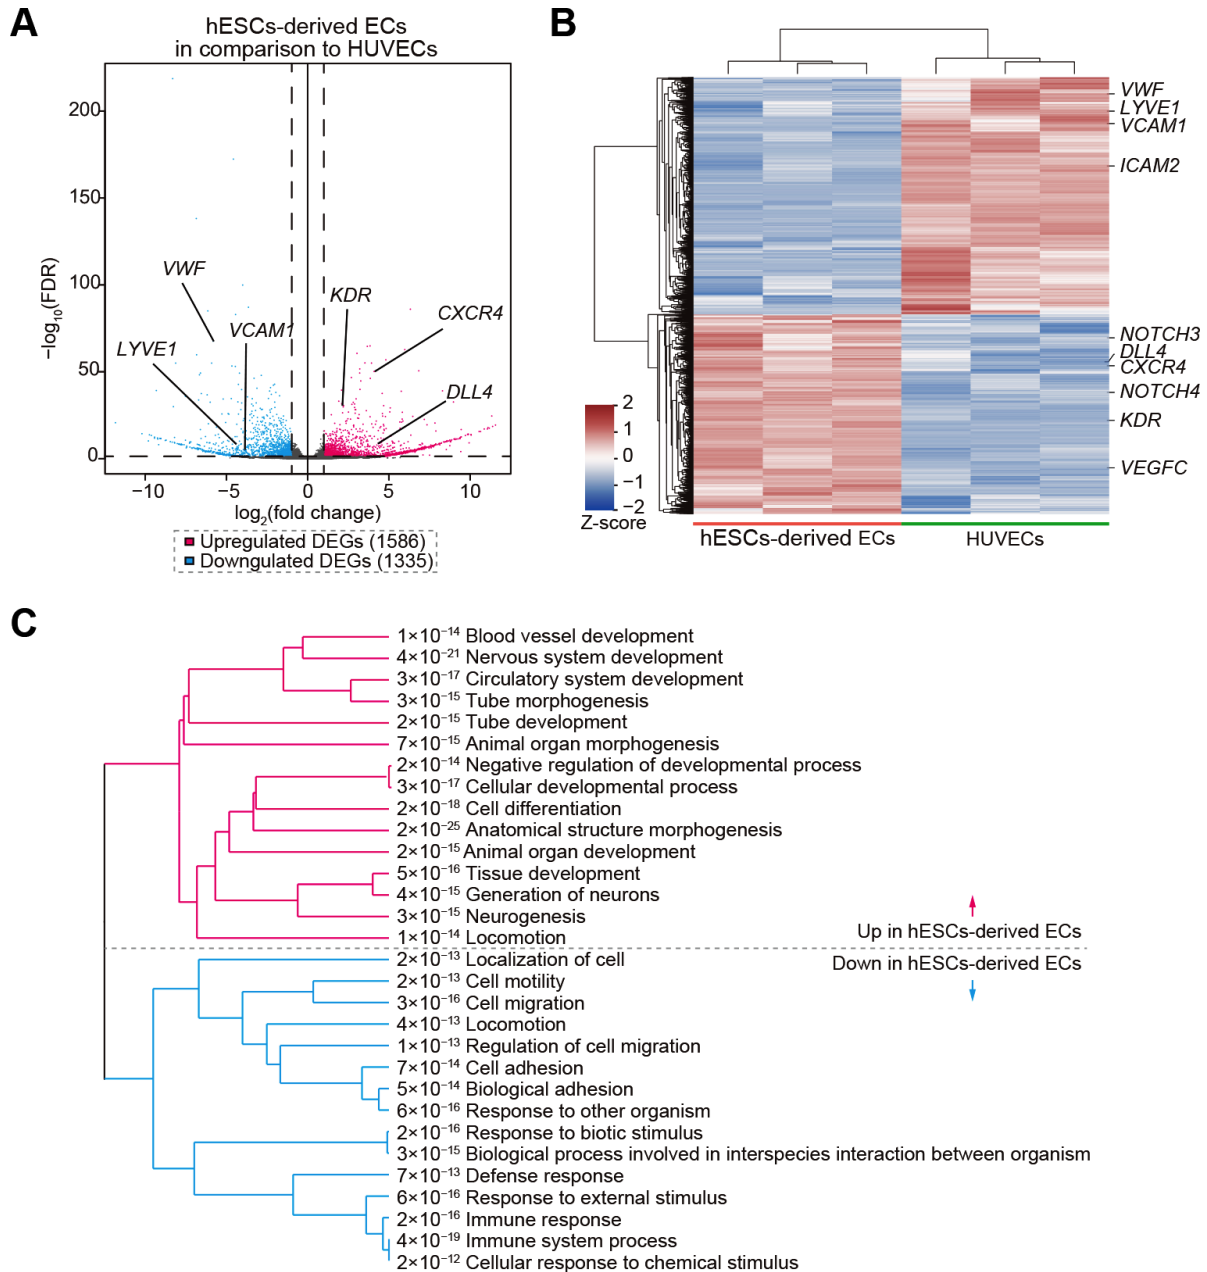 A
hESCs-derived ECs
in comparison to HUVECs
200
150
100
50
0
−log10(FDR)
VWF
KDR
CXCR4
VCAM1
LYVE1
DLL4
−10
−5
0
5
10
log2(fold change)
Upregulated DEGs (1586)
Downgulated DEGs (1335)
B
VWF
LYVE1
VCAM1
ICAM2
NOTCH3
DLL4
CXCR4
NOTCH4
KDR
VEGFC
2
1
0
−1
−2
Z-score
hESCs-derived ECs
HUVECs
C
1×10⁻¹⁴ Blood vessel development
4×10⁻²¹ Nervous system development
3×10⁻¹⁷ Circulatory system development
3×10⁻¹⁵ Tube morphogenesis
2×10⁻¹⁵ Tube development
7×10⁻¹⁵ Animal organ morphogenesis
2×10⁻¹⁴ Negative regulation of developmental process
3×10⁻¹⁷ Cellular developmental process
2×10⁻¹⁸ Cell differentiation
2×10⁻²⁵ Anatomical structure morphogenesis
2×10⁻¹⁵ Animal organ development
5×10⁻¹⁶ Tissue development
4×10⁻¹⁵ Generation of neurons
3×10⁻¹⁵ Neurogenesis
1×10⁻¹⁴ Locomotion
Up in hESCs-derived ECs
Down in hESCs-derived ECs
2×10⁻¹³ Localization of cell
2×10⁻¹³ Cell motility
3×10⁻¹⁶ Cell migration
4×10⁻¹³ Locomotion
1×10⁻¹³ Regulation of cell migration
7×10⁻¹⁴ Cell adhesion
5×10⁻¹⁴ Biological adhesion
6×10⁻¹⁶ Response to other organism
2×10⁻¹⁶ Response to biotic stimulus
3×10⁻¹⁵ Biological process involved in interspecies interaction between organism
7×10⁻¹³ Defense response
6×10⁻¹⁶ Response to external stimulus
2×10⁻¹⁶ Immune response
4×10⁻¹⁹ Immune system process
2×10⁻¹² Cellular response to chemical stimulus